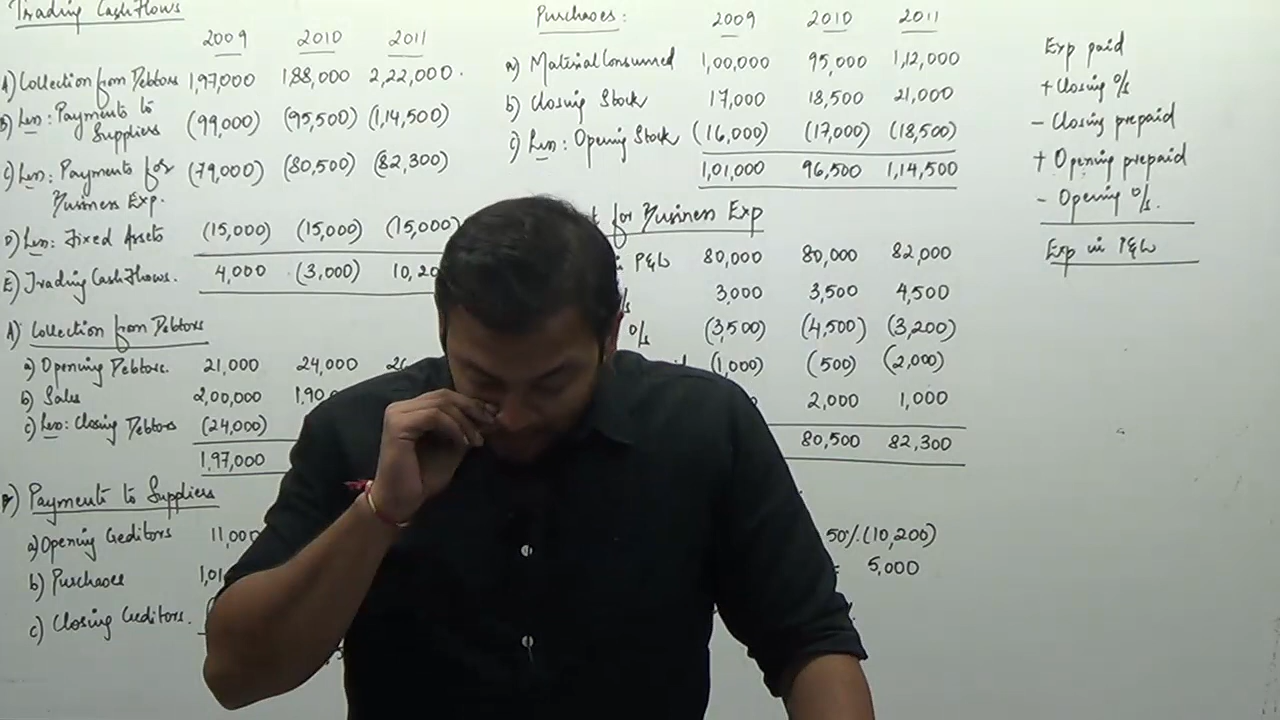 Trading Cash Flows
2009 2010 2011
A) Collection from Debtors 1,97,000 1,88,000 2,22,000.
B) Less: Payments to Suppliers (99,000) (95,500) (1,14,500)
C) Less: Payments for Business Exp. (79,000) (80,500) (82,300)
D) Less: Fixed Assets (15,000) (15,000) (15,000)
E) Trading Cash Flows. 4,000 (3,000) 10,20
A) Collection from Debtors
a) Opening Debtors. 21,000 24,000
b) Sales 2,00,000 1,90
c) Less: Closing Debtors (24,000)
1,97,000
Payments to Suppliers
a) Opening Creditors 11,000
b) Purchases 1,01
c) Closing Creditors.
Purchases:
2009 2010 2011
a) Material Consumed 1,00,000 95,000 1,12,000
b) Closing Stock 17,000 18,500 21,000
c) Less: Opening Stock (16,000) (17,000) (18,500)
1,01,000 96,500 1,14,500
for Business Exp
P&L 80,000 80,000 82,000
3,000 3,500 4,500
o/s (3,500) (4,500) (3,200)
(1,000) (500) (2,000)
2,000 1,000
80,500 82,300
50% (10,200)
5,000
Exp paid
+ Closing o/s
- Closing prepaid
+ Opening prepaid
- Opening o/s.
Exp in P&L